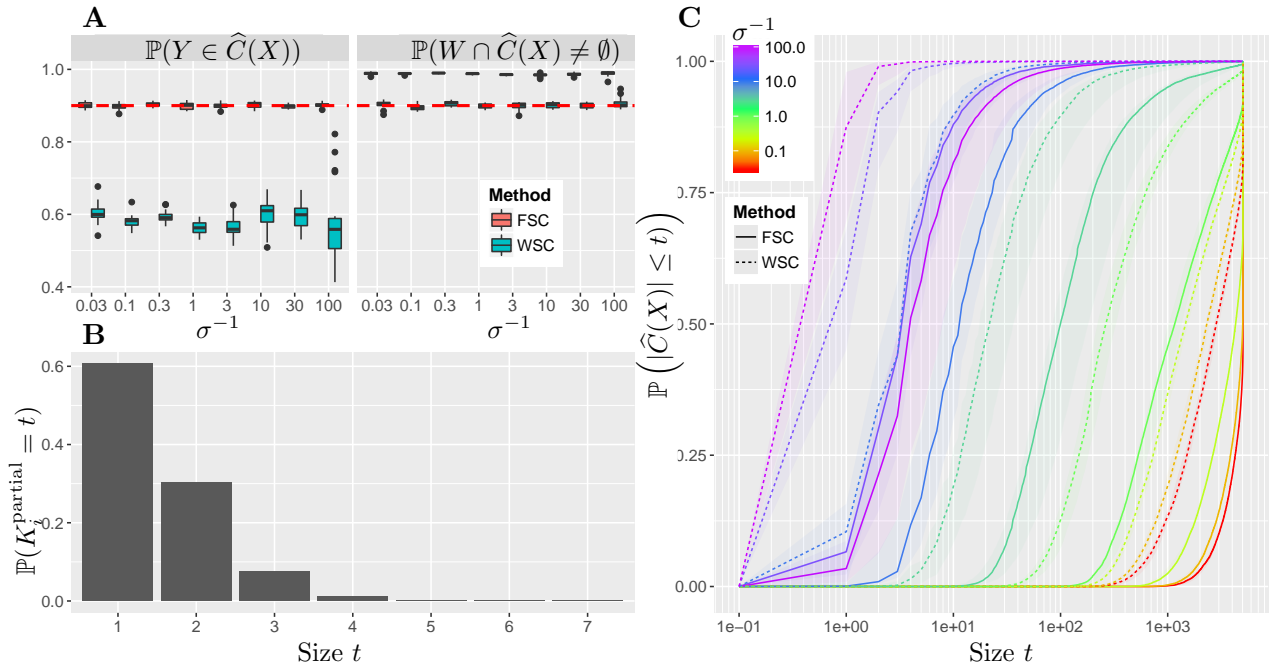 A
ℙ(Y ∈ Ĉ(X))
ℙ(W ∩ Ĉ(X) ≠ ∅)
1.0
0.8
0.6
0.4
0.03 0.1 0.3 1 3 10 30 100
0.03 0.1 0.3 1 3 10 30 100
σ⁻¹
σ⁻¹
Method
FSC
WSC
B
ℙ(K_i^partial = t)
0.6
0.4
0.2
0.0
1 2 3 4 5 6 7
Size t
C
ℙ(|Ĉ(X)| ≤ t)
σ⁻¹
100.0
10.0
1.0
0.1
Method
FSC
WSC
1.00
0.75
0.50
0.25
0.00
1e−01 1e+00 1e+01 1e+02 1e+03
Size t